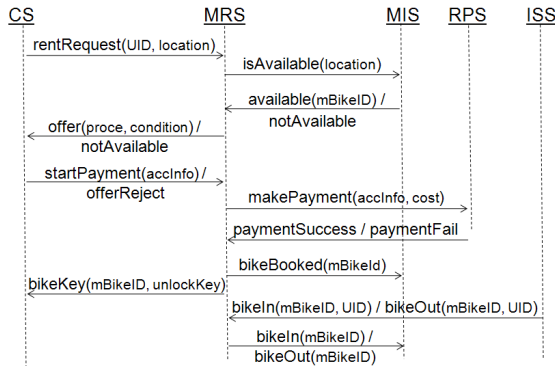 CS MRS MIS RPS ISS
rentRequest(UID, location)
isAvailable(location)
available(mBikeID) /
notAvailable
offer(proce, condition) /
notAvailable
startPayment(accInfo) /
offerReject
makePayment(accInfo, cost)
paymentSuccess / paymentFail
bikeBooked(mBikeId)
bikeKey(mBikeID, unlockKey)
bikeIn(mBikeID, UID) / bikeOut(mBikeID, UID)
bikeIn(mBikeID) /
bikeOut(mBikeID)